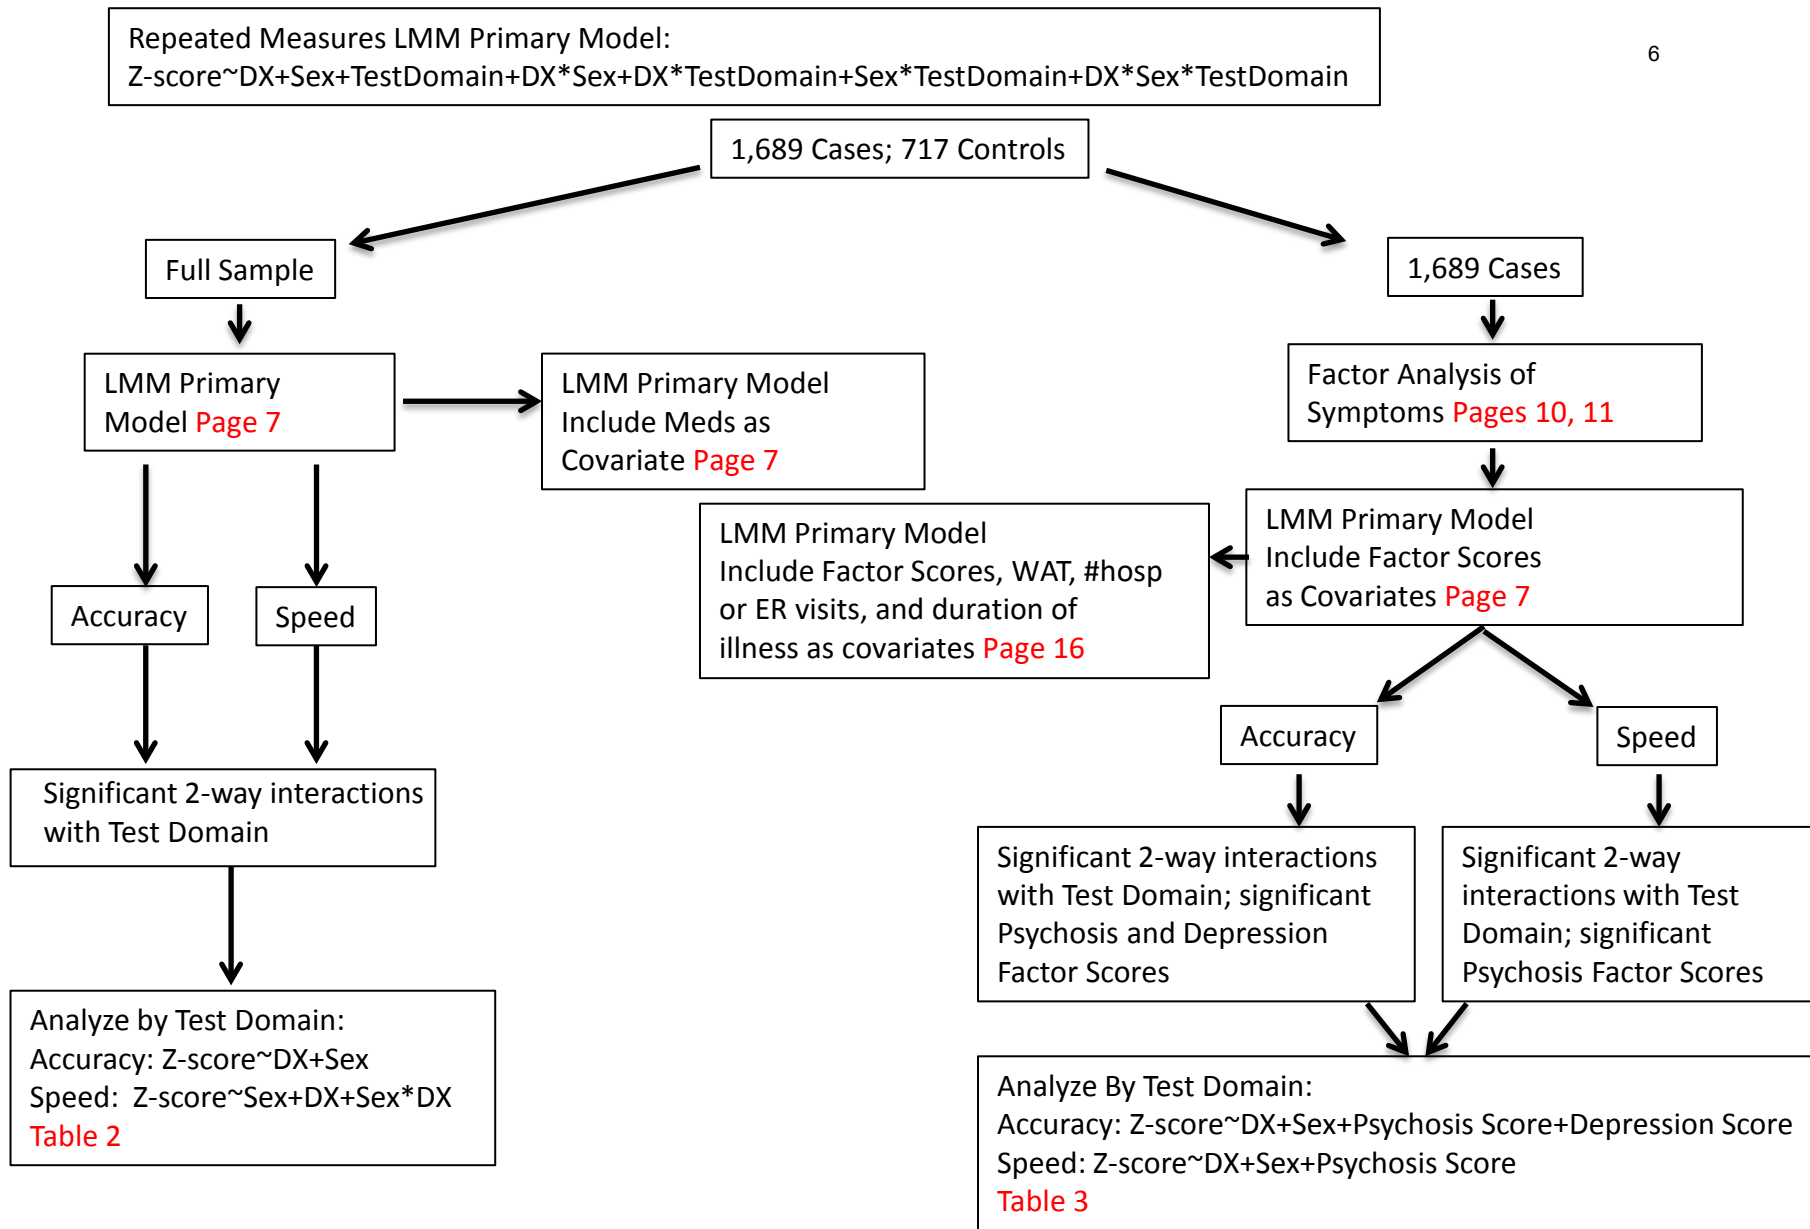 Repeated Measures LMM Primary Model:
Z-score~DX+Sex+TestDomain+DX*Sex+DX*TestDomain+Sex*TestDomain+DX*Sex*TestDomain
6
1,689 Cases; 717 Controls
Full Sample
1,689 Cases
LMM Primary
Model Page 7
LMM Primary Model
Include Meds as
Covariate Page 7
Factor Analysis of
Symptoms Pages 10, 11
LMM Primary Model
Include Factor Scores, WAT, #hosp
or ER visits, and duration of
illness as covariates Page 16
LMM Primary Model
Include Factor Scores
as Covariates Page 7
Accuracy
Speed
Accuracy
Speed
Significant 2-way interactions
with Test Domain
Significant 2-way interactions
with Test Domain; significant
Psychosis and Depression
Factor Scores
Significant 2-way
interactions with Test
Domain; significant
Psychosis Factor Scores
Analyze by Test Domain:
Accuracy: Z-score~DX+Sex
Speed:  Z-score~Sex+DX+Sex*DX
Table 2
Analyze By Test Domain:
Accuracy: Z-score~DX+Sex+Psychosis Score+Depression Score
Speed: Z-score~DX+Sex+Psychosis Score
Table 3